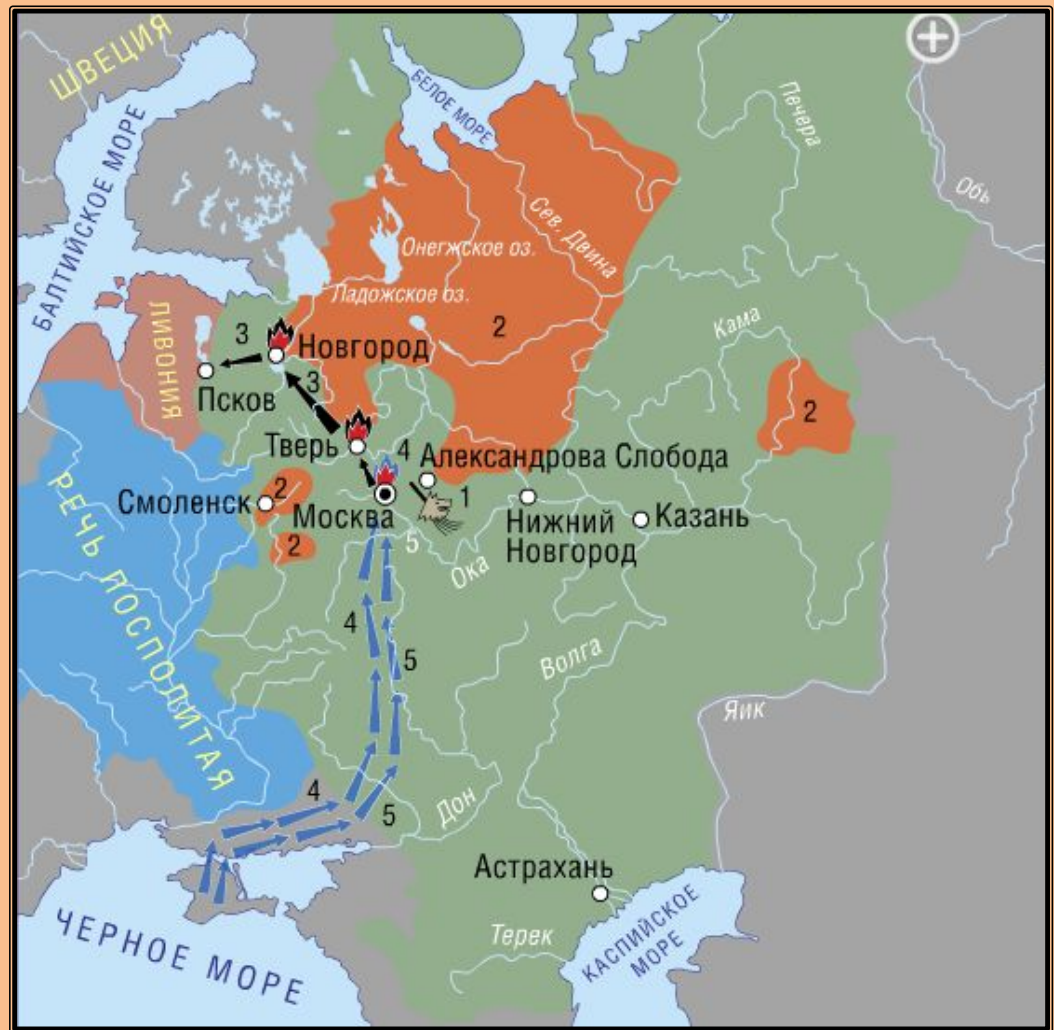 ШВЕЦИЯ
БЕЛОЕ МОРЕ
Печера
Обь
БАЛТИЙСКОЕ МОРЕ
Сев. Двина
Онегжское оз.
Ладожское оз.
2
Кама
ЛИВОНИЯ
3
Новгород
3
Псков
2
Тверь
4
Александрова Слобода
Смоленск
2
Москва
1
Нижний
Новгород
Казань
2
5
Ока
РЕЧЬ ПОСПОЛИТАЯ
4
5
Волга
Яик
4
5
Дон
Астрахань
ЧЕРНОЕ МОРЕ
Терек
КАСПИЙСКОЕ
МОРЕ